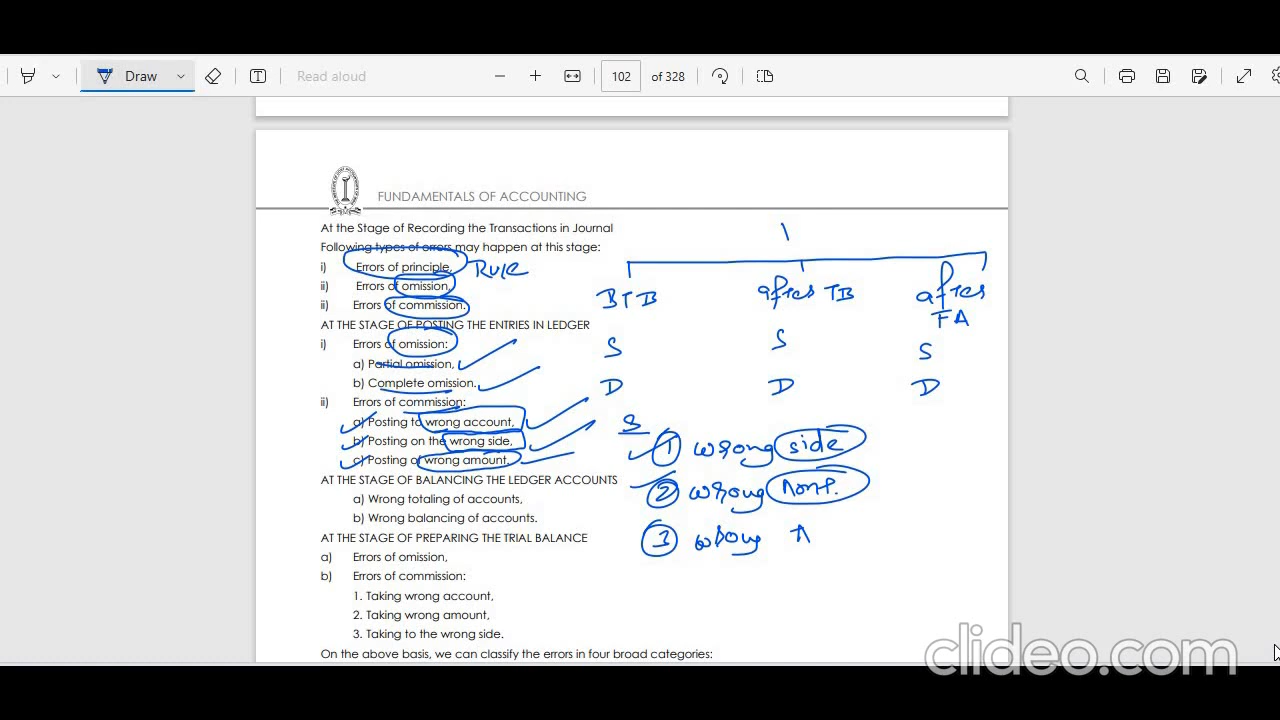 Draw
Read aloud
102 of 328
FUNDAMENTALS OF ACCOUNTING
At the Stage of Recording the Transactions in Journal
Following types of errors may happen at this stage:
i) Errors of principle, Rule
ii) Errors of omission,
ii) Errors of commission.
BTB after TB after FA
AT THE STAGE OF POSTING THE ENTRIES IN LEDGER
i) Errors of omission:
S S S
a) Partial omission,
b) Complete omission.
D D D
ii) Errors of commission:
a) Posting to wrong account,
b) Posting on the wrong side,
c) Posting of wrong amount,
S
1 wrong side
AT THE STAGE OF BALANCING THE LEDGER ACCOUNTS
a) Wrong totaling of accounts,
2 wrong
b) Wrong balancing of accounts.
AT THE STAGE OF PREPARING THE TRIAL BALANCE
3 wrong
a) Errors of omission,
b) Errors of commission:
1. Taking wrong account,
2. Taking wrong amount,
3. Taking to the wrong side.
On the above basis, we can classify the errors in four broad categories:
clideo.com